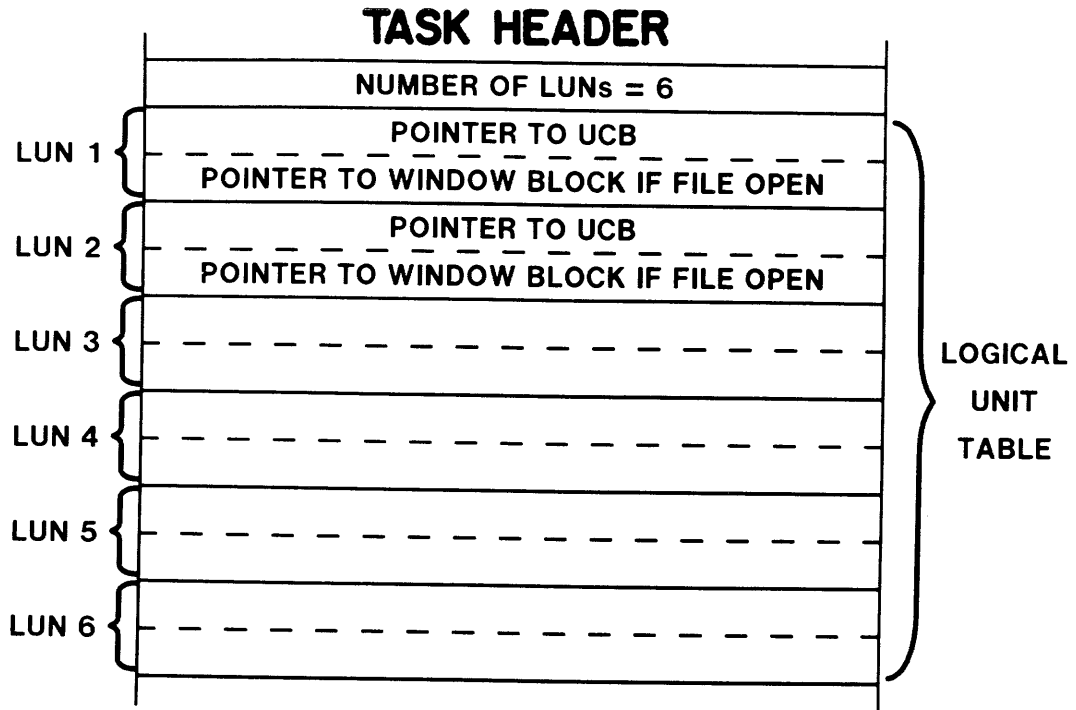 TASK HEADER
NUMBER OF LUNs = 6
LUN 1
POINTER TO UCB
POINTER TO WINDOW BLOCK IF FILE OPEN
LUN 2
POINTER TO UCB
POINTER TO WINDOW BLOCK IF FILE OPEN
LUN 3
LUN 4
LUN 5
LUN 6
LOGICAL
UNIT
TABLE